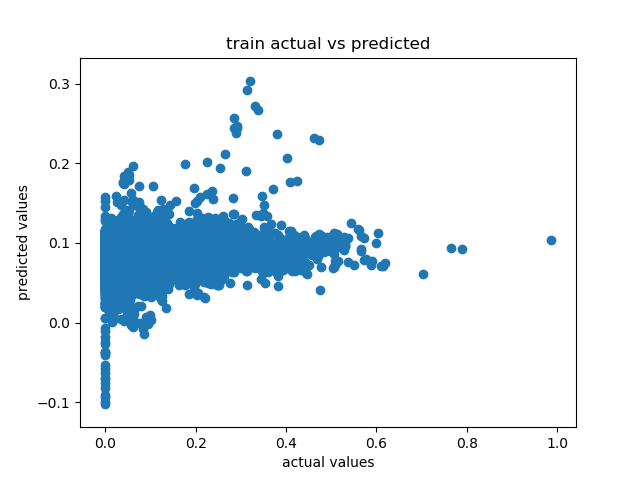 train actual vs predicted
0.3
0.2
0.1
0.0
−0.1
predicted values
0.0 0.2 0.4 0.6 0.8 1.0
actual values